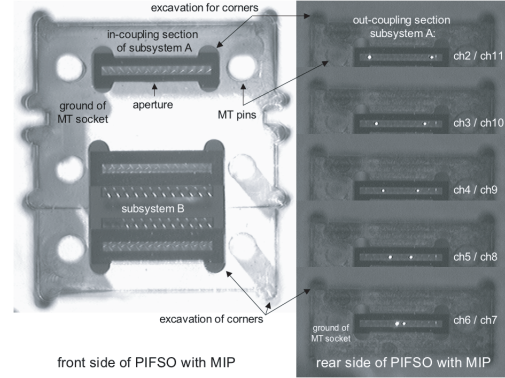 excavation for corners
in-coupling section
of subsystem A
ground of
MT socket
aperture
MT pins
subsystem B
excavation of corners
front side of PIFSO with MIP
out-coupling section
subsystem A:
ch2 / ch11
ch3 / ch10
ch4 / ch9
ch5 / ch8
ch6 / ch7
ground of
MT socket
rear side of PIFSO with MIP